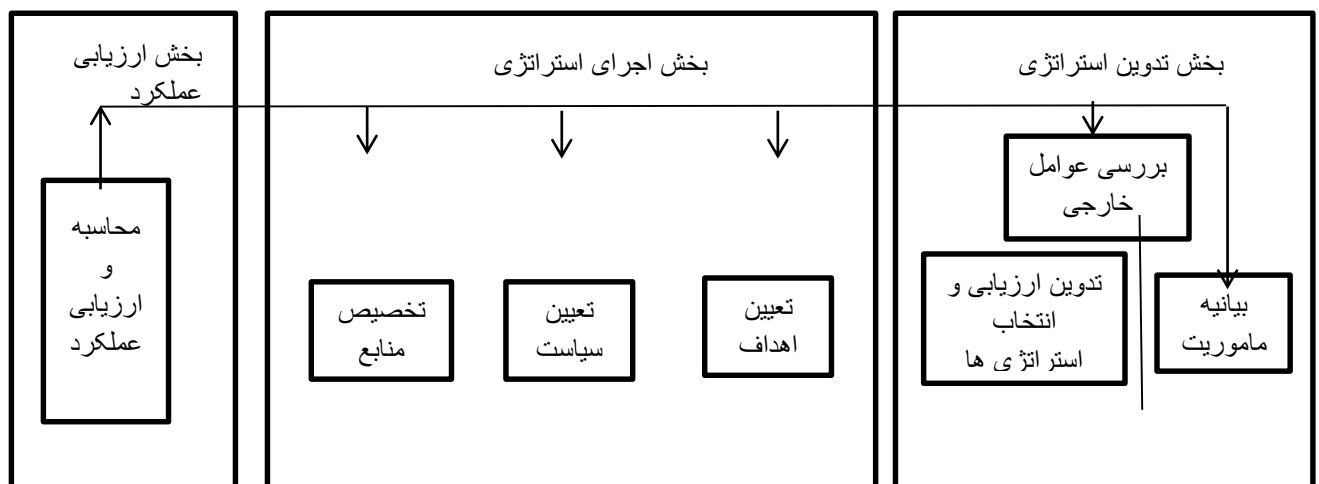 بخش تدوین استراتژی
بررسی عوامل
خارجی
بیانیه
ماموریت
تدوین ارزیابی و
انتخاب
استراتژی ها
بخش اجرای استراتژی
تعیین
اهداف
تعیین
سیاست
تخصیص
منابع
بخش ارزیابی
عملکرد
محاسبه
و
ارزیابی
عملکرد